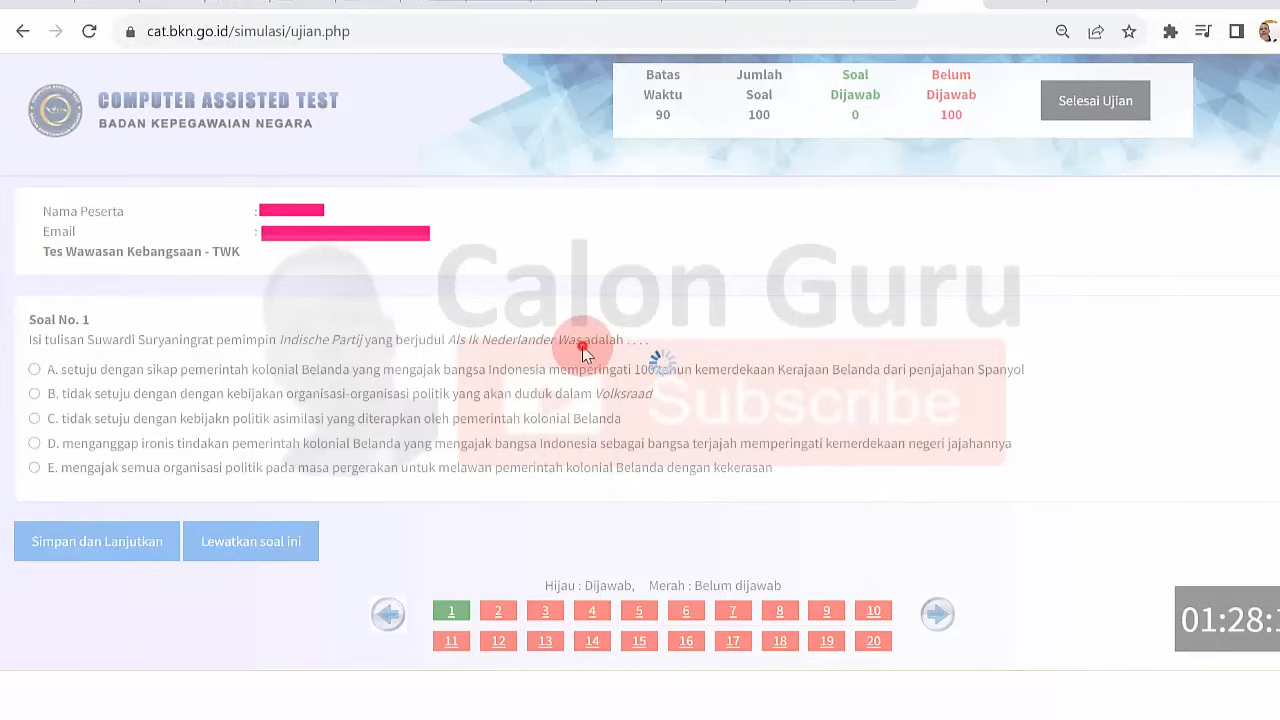 cat.bkn.go.id/simulasi/ujian.php
COMPUTER ASSISTED TEST
BADAN KEPEGAWAIAN NEGARA
Batas Waktu 90
Jumlah Soal 100
Soal Dijawab 0
Belum Dijawab 100
Selesai Ujian
Nama Peserta :
Email :
Tes Wawasan Kebangsaan - TWK
Calon Guru
Subscribe
Soal No. 1
Isi tulisan Suwardi Suryaningrat pemimpin Indische Partij yang berjudul Als Ik Nederlander Was adalah . . . .
A. setuju dengan sikap pemerintah kolonial Belanda yang mengajak bangsa Indonesia memperingati 100 tahun kemerdekaan Kerajaan Belanda dari penjajahan Spanyol
B. tidak setuju dengan dengan kebijakan organisasi-organisasi politik yang akan duduk dalam Volksraad
C. tidak setuju dengan kebijakn politik asimilasi yang diterapkan oleh pemerintah kolonial Belanda
D. menganggap ironis tindakan pemerintah kolonial Belanda yang mengajak bangsa Indonesia sebagai bangsa terjajah memperingati kemerdekaan negeri jajahannya
E. mengajak semua organisasi politik pada masa pergerakan untuk melawan pemerintah kolonial Belanda dengan kekerasan
Simpan dan Lanjutkan Lewatkan soal ini
Hijau : Dijawab, Merah : Belum dijawab
1 2 3 4 5 6 7 8 9 10
11 12 13 14 15 16 17 18 19 20
01:28: